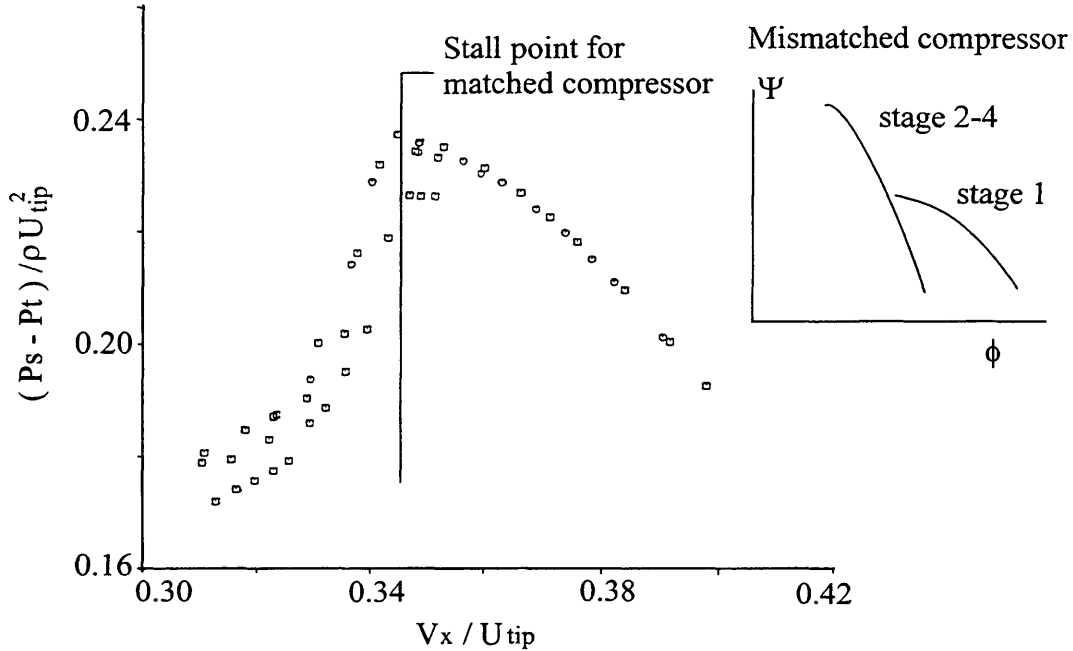 Stall point for
matched compressor
Mismatched compressor
Ψ
stage 2-4
stage 1
ϕ
(Ps - Pt) / ρU²tip
0.24
0.20
0.16
0.30
0.34
0.38
0.42
Vx / Utip